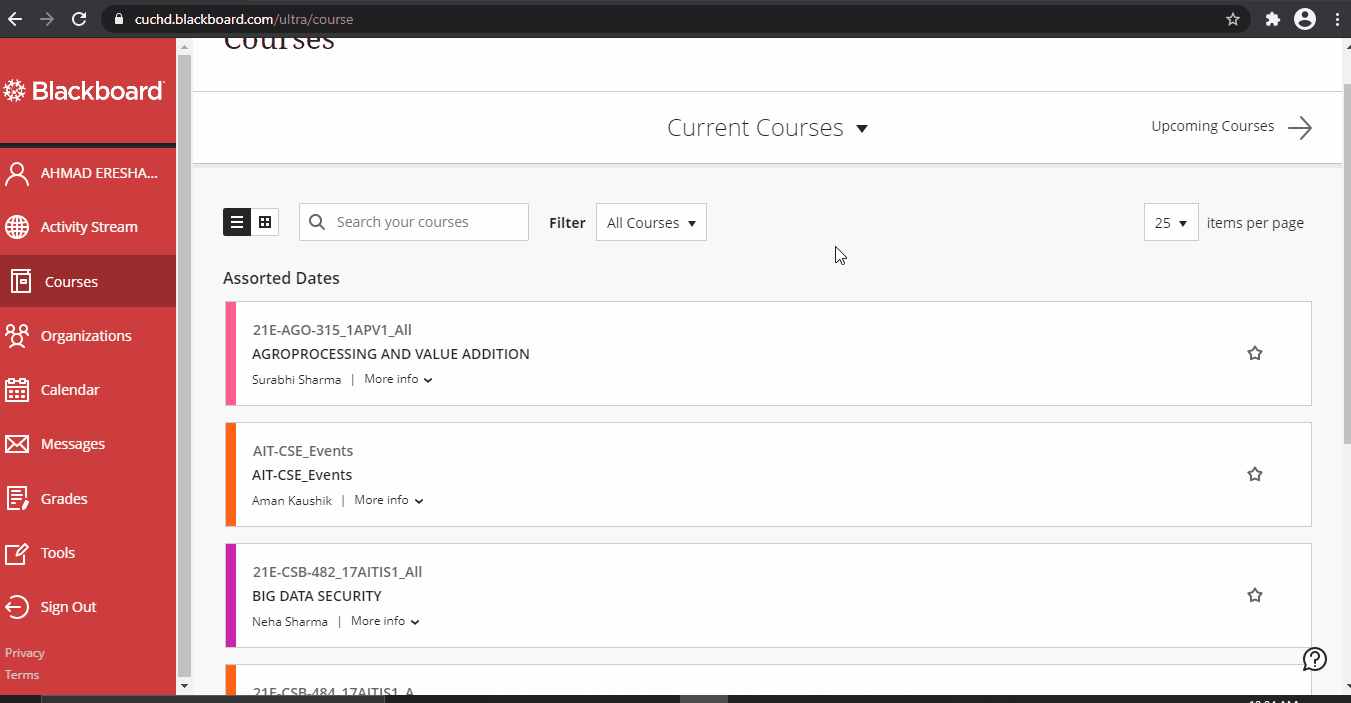 cuchd.blackboard.com/ultra/course
Courses
Blackboard
Current Courses
Upcoming Courses
AHMAD ERESHA...
Activity Stream
Courses
Organizations
Calendar
Messages
Grades
Tools
Sign Out
Privacy
Terms
Search your courses
Filter
All Courses
25
items per page
Assorted Dates
21E-AGO-315_1APV1_All
AGROPROCESSING AND VALUE ADDITION
Surabhi Sharma | More info
AIT-CSE_Events
AIT-CSE_Events
Aman Kaushik | More info
21E-CSB-482_17AITIS1_All
BIG DATA SECURITY
Neha Sharma | More info
21E-CSB-484_17AITIS1_A